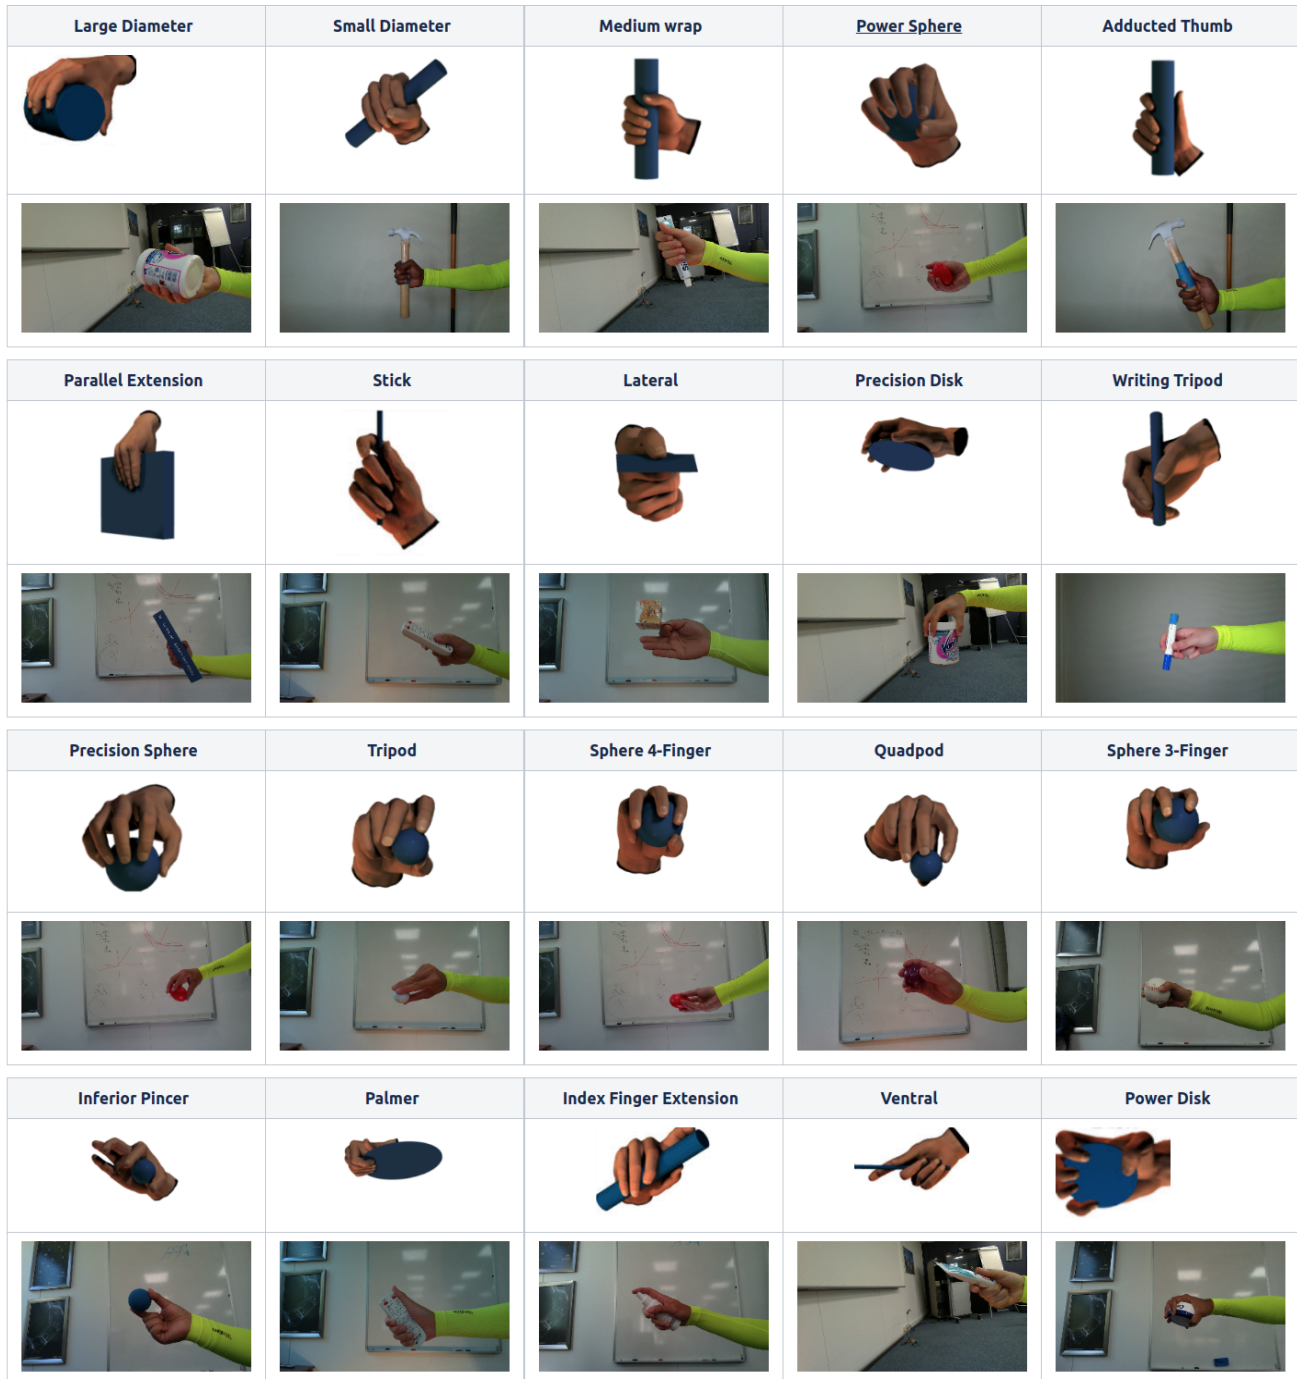 Large Diameter
Small Diameter
Medium wrap
Power Sphere
Adducted Thumb
Parallel Extension
Stick
Lateral
Precision Disk
Writing Tripod
Precision Sphere
Tripod
Sphere 4-Finger
Quadpod
Sphere 3-Finger
Inferior Pincer
Palmer
Index Finger Extension
Ventral
Power Disk